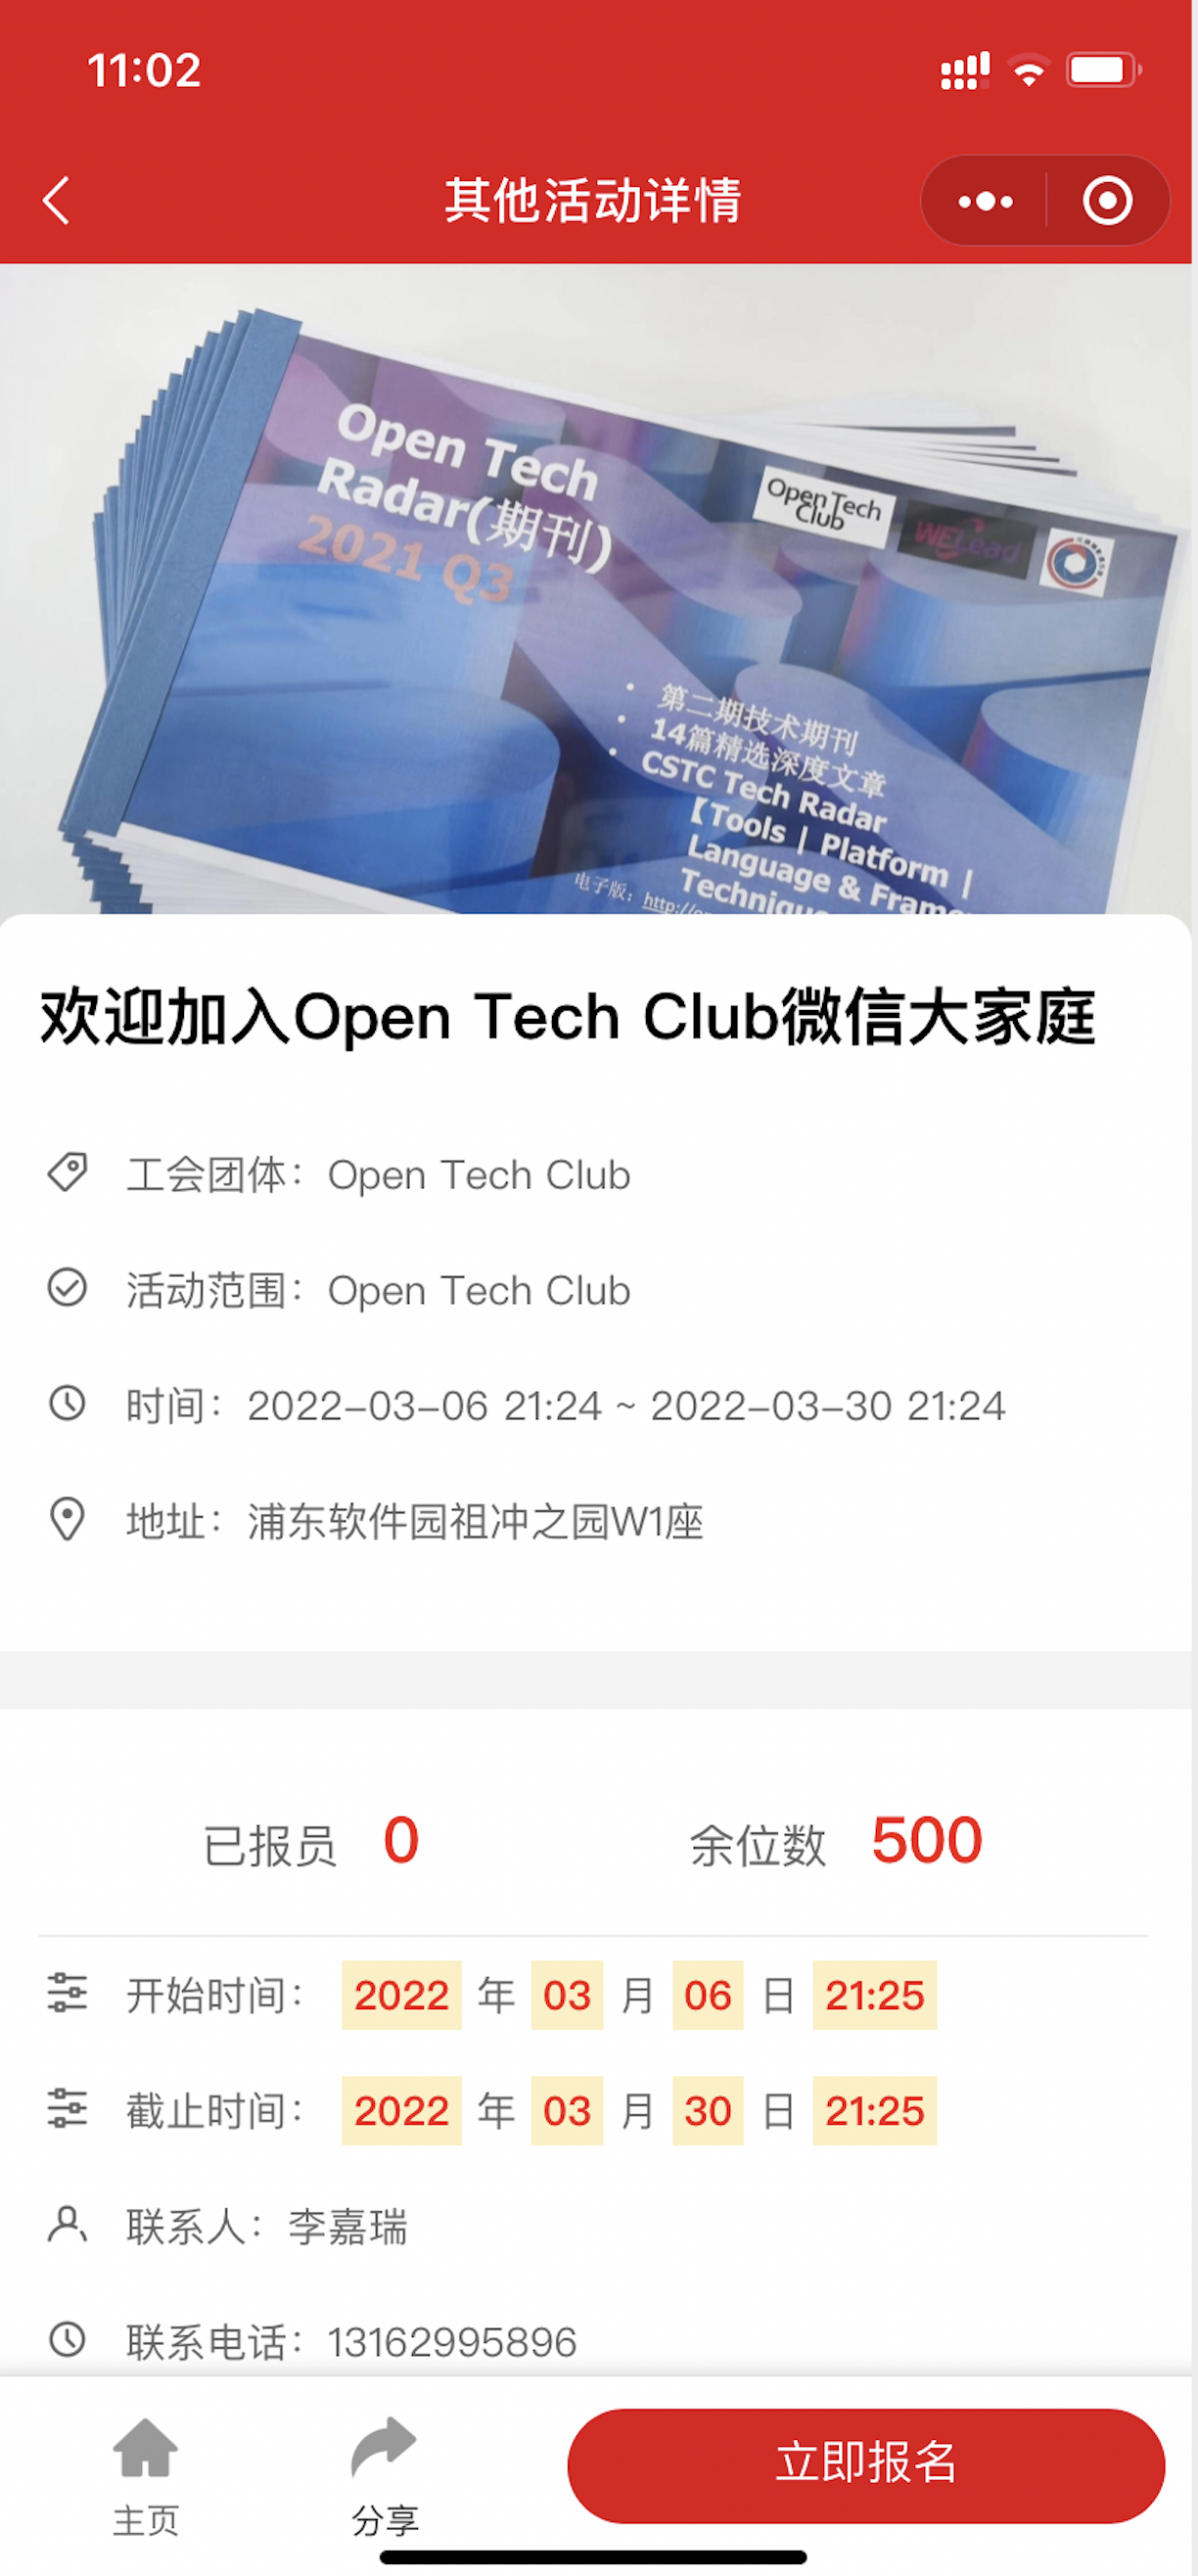 11:02
其他活动详情
Open Tech
Radar(期刊)
2021 Q3
Open Tech
Club
WELead
• 第二期技术期刊
• 14篇精选深度文章
• CSTC Tech Radar
【Tools | Platform |
Language & Frame
Techniqu
电子版：http://o
欢迎加入Open Tech Club微信大家庭
工会团体：Open Tech Club
活动范围：Open Tech Club
时间：2022-03-06 21:24 ~ 2022-03-30 21:24
地址：浦东软件园祖冲之园W1座
已报员 0 余位数 500
开始时间： 2022 年 03 月 06 日 21:25
截止时间： 2022 年 03 月 30 日 21:25
联系人：李嘉瑞
联系电话：13162995896
主页 分享 立即报名